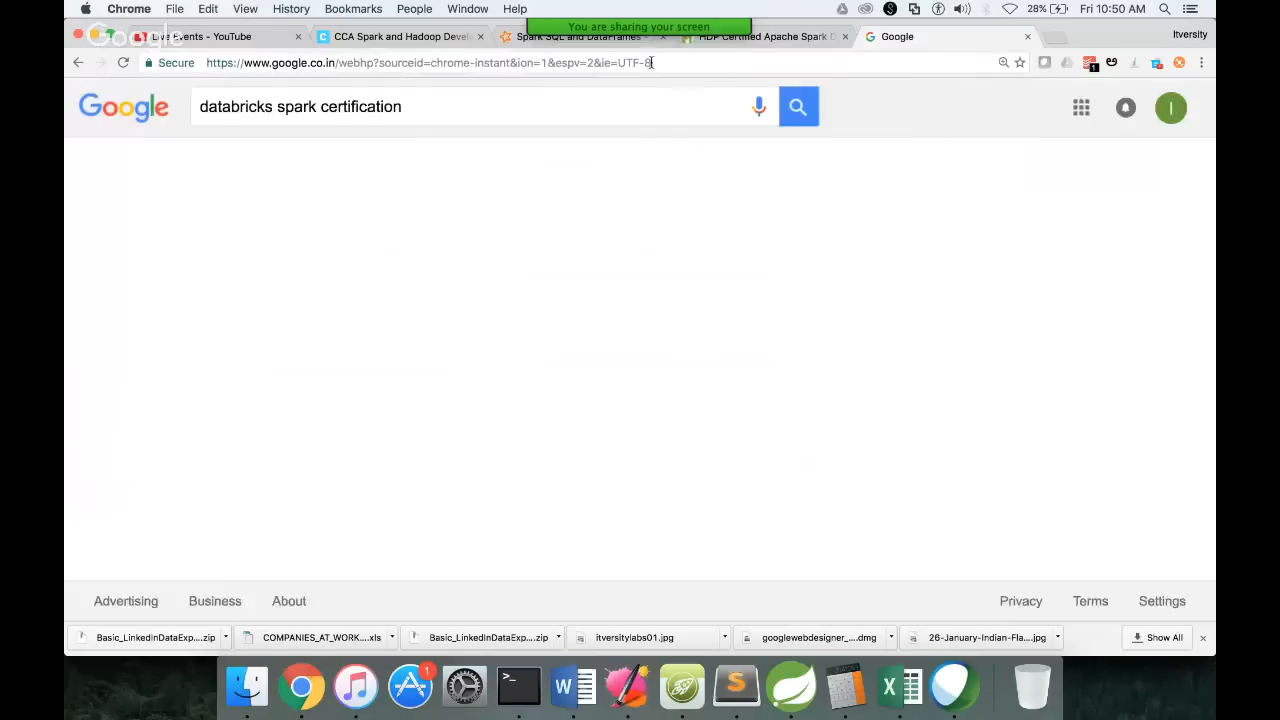 Chrome File Edit View History Bookmarks People Window Help 28% Fri 10:50 AM
You are sharing your screen
Google
Live Events - YouTube
CCA Spark and Hadoop Devel
Spark SQL and DataFrames -
HDP Certified Apache Spark D
Google
Itversity
Secure https://www.google.co.in/webhp?sourceid=chrome-instant&ion=1&espv=2&ie=UTF-8
1
Google databricks spark certification I
Advertising Business About Privacy Terms Settings
Basic_LinkedInDataExp....zip COMPANIES_AT_WORK....xls Basic_LinkedInDataExp....zip itversitylabs01.jpg googlewebdesigner_....dmg 26-January-Indian-Fla....jpg Show All
1